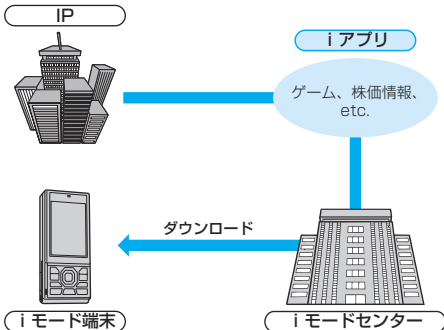 IP
iアプリ
ゲーム、株価情報、
etc.
ダウンロード
iモード端末
iモードセンター